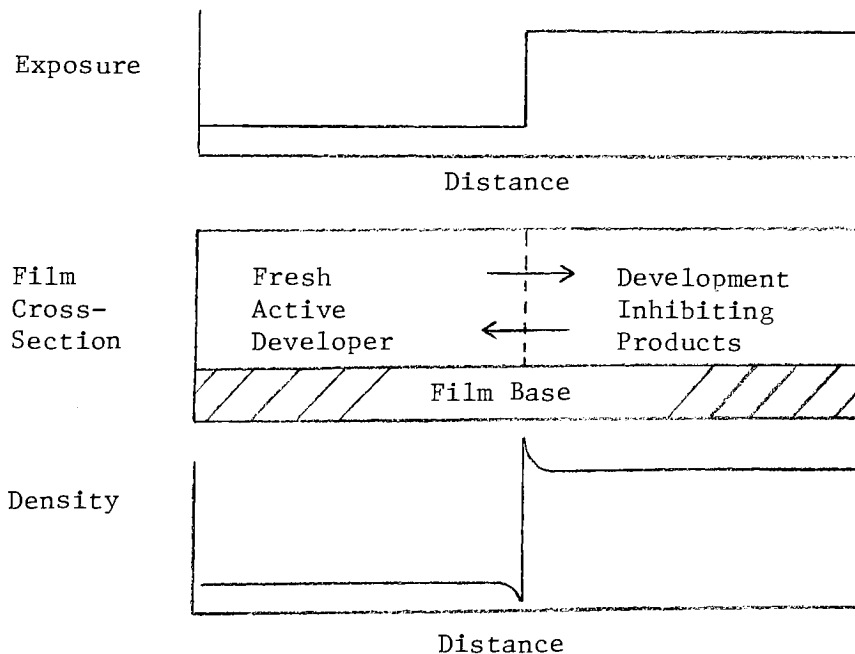 Exposure
Distance
Film
Cross-
Section
Fresh
Active
Developer
Development
Inhibiting
Products
Film Base
Density
Distance